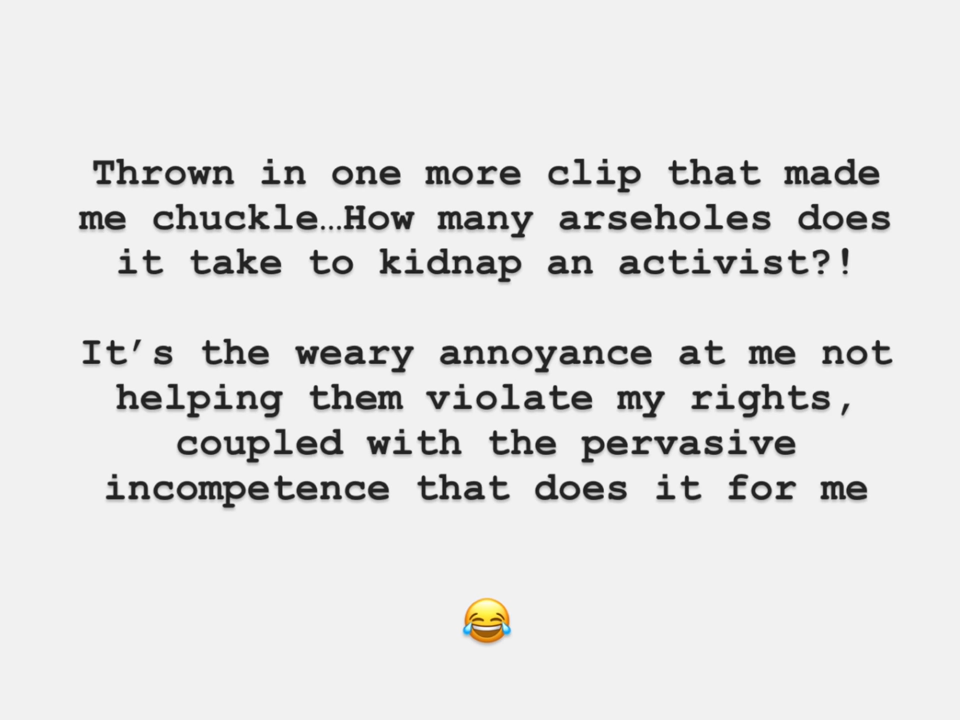 Thrown in one more clip that made
me chuckle…How many arseholes does
it take to kidnap an activist?!
It’s the weary annoyance at me not
helping them violate my rights,
coupled with the pervasive
incompetence that does it for me
😂